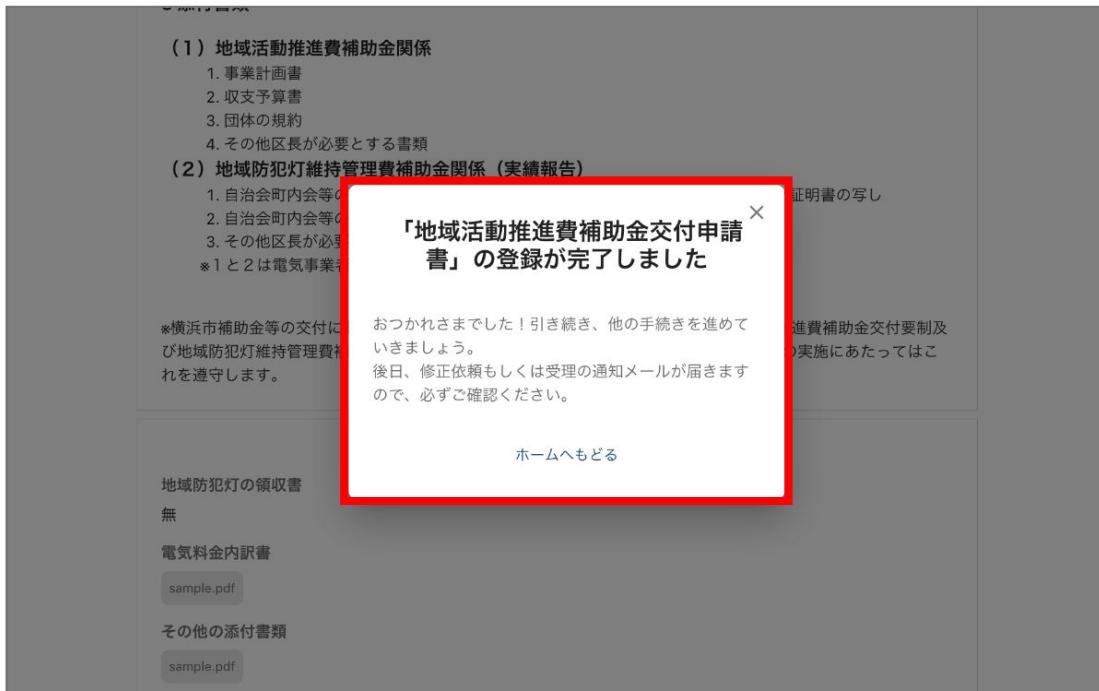 （１）地域活動推進費補助金関係
1. 事業計画書
2. 収支予算書
3. 団体の規約
4. その他区長が必要とする書類
（２）地域防犯灯維持管理費補助金関係（実績報告）
1. 自治会町内会等の 証明書の写し
2. 自治会町内会等の
3. その他区長が必要
※１と２は電気事業者
「地域活動推進費補助金交付申請
書」の登録が完了しました
×
※横浜市補助金等の交付に 進費補助金交付要制及
び地域防犯灯維持管理費補 の実施にあたってはこ
れを遵守します。
おつかれさまでした！引き続き、他の手続きを進めて
いきましょう。
後日、修正依頼もしくは受理の通知メールが届きます
ので、必ずご確認ください。
ホームへもどる
地域防犯灯の領収書
無
電気料金内訳書
sample.pdf
その他の添付書類
sample.pdf